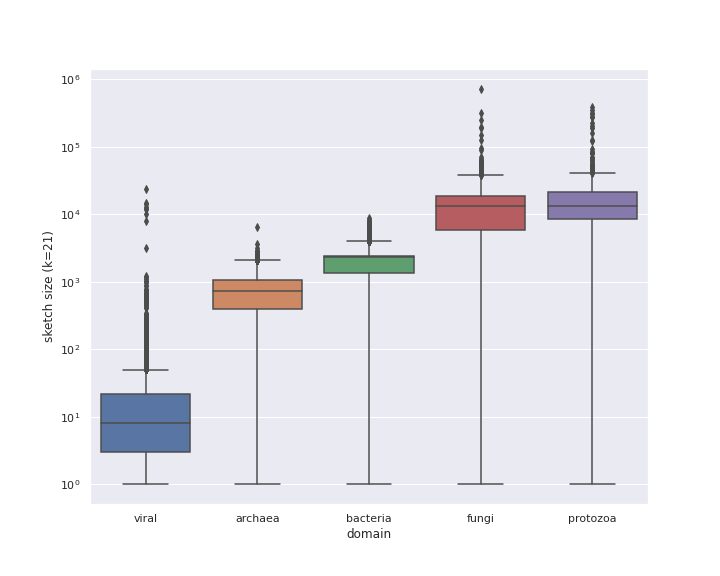 10⁶
10⁵
10⁴
10³
10²
10¹
10⁰
sketch size (k=21)
viral archaea bacteria fungi protozoa
domain